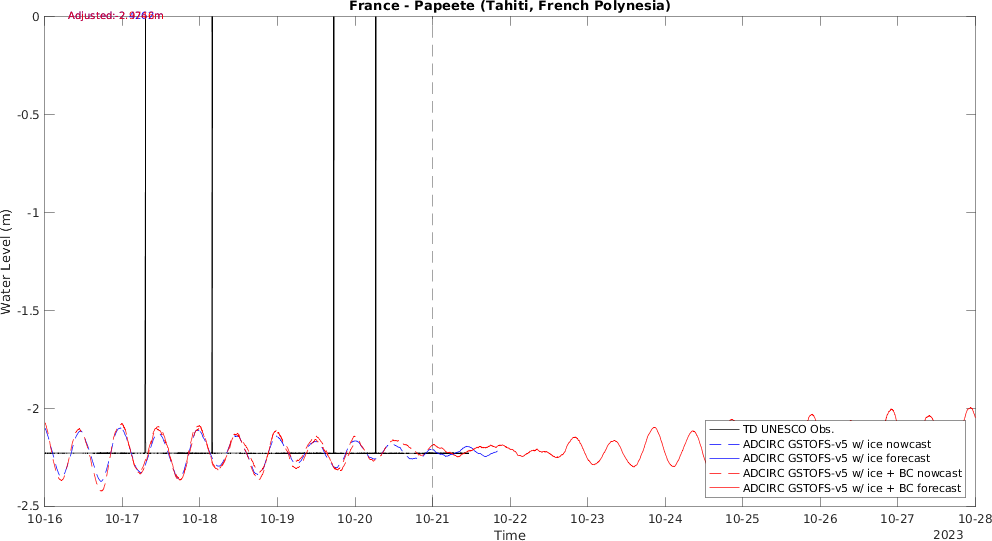 France - Papeete (Tahiti, French Polynesia)
Adjusted:
0
-0.5
-1
-1.5
-2
-2.5
Water Level (m)
TD UNESCO Obs.
ADCIRC GSTOFS-v5 w/ ice nowcast
ADCIRC GSTOFS-v5 w/ ice forecast
ADCIRC GSTOFS-v5 w/ ice + BC nowcast
ADCIRC GSTOFS-v5 w/ ice + BC forecast
10-16 10-17 10-18 10-19 10-20 10-21 10-22 10-23 10-24 10-25 10-26 10-27 10-28
Time
2023